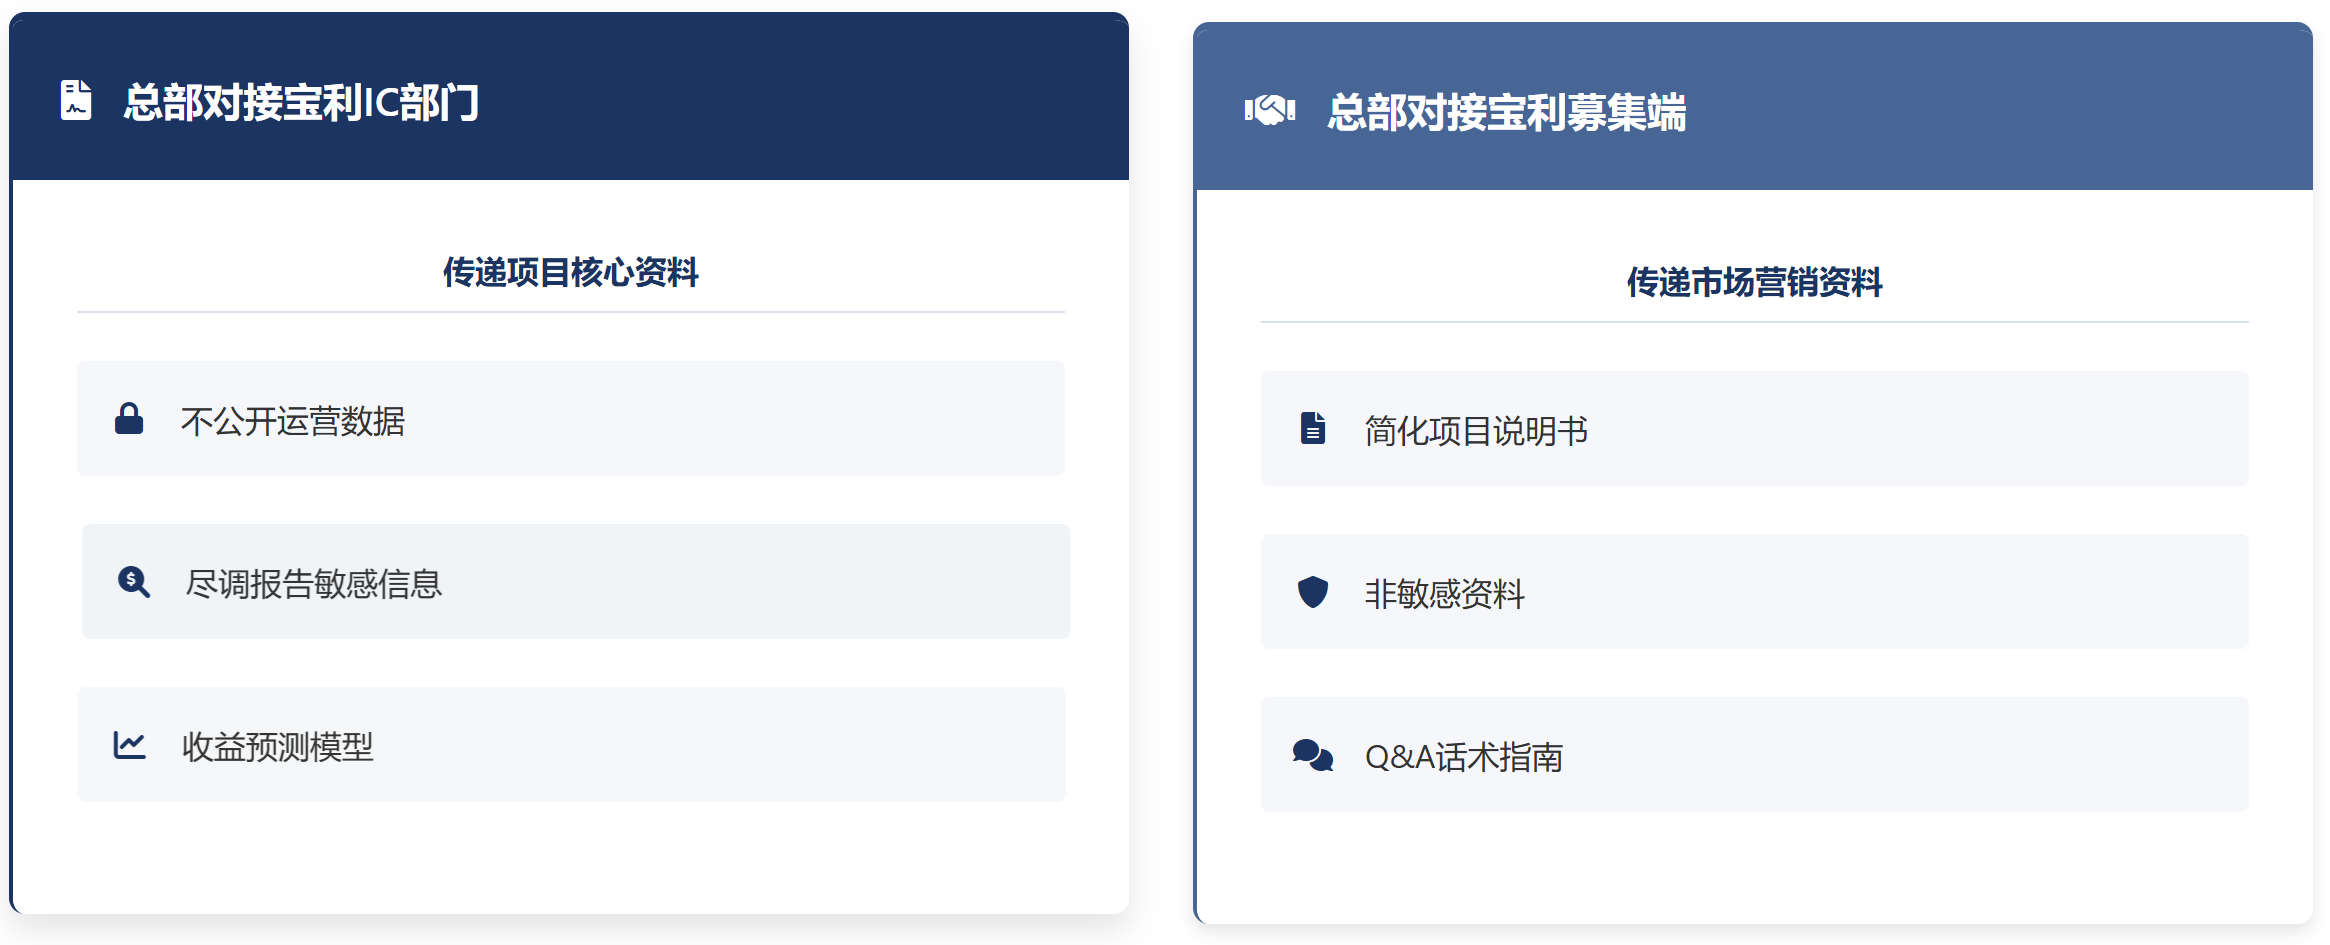 总部对接宝利IC部门
传递项目核心资料
不公开运营数据
尽调报告敏感信息
收益预测模型
总部对接宝利募集端
传递市场营销资料
简化项目说明书
非敏感资料
Q&A话术指南